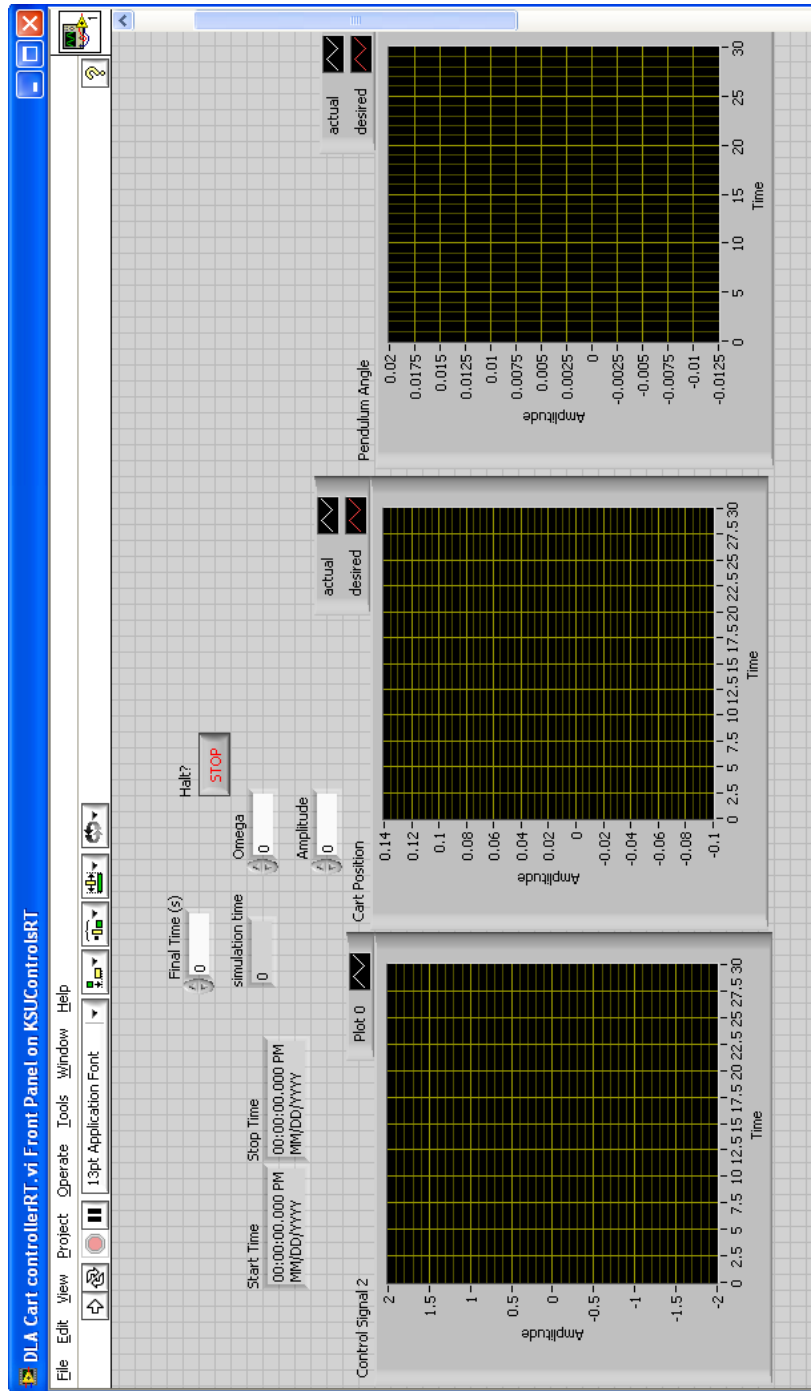 DLA Cart controllerRT.vi Front Panel on KSUControlsRT
File Edit View Project Operate Tools Window Help
13pt Application Font
?
1
Start Time
00:00:00.000 PM
MM/DD/YYYY
Stop Time
00:00:00.000 PM
MM/DD/YYYY
Final Time (s)
0
simulation time
0
Halt?
STOP
Omega
0
Amplitude
0
Control Signal 2
Plot 0
Amplitude
2
1.5
1
0.5
0
-0.5
-1
-1.5
-2
0 2.5 5 7.5 10 12.5 15 17.5 20 22.5 25 27.5 30
Time
Cart Position
actual
desired
Amplitude
0.14
0.12
0.1
0.08
0.06
0.04
0.02
0
-0.02
-0.04
-0.06
-0.08
-0.1
0 2.5 5 7.5 10 12.5 15 17.5 20 22.5 25 27.5 30
Time
Pendulum Angle
actual
desired
Amplitude
0.02
0.0175
0.015
0.0125
0.01
0.0075
0.005
0.0025
0
-0.0025
-0.005
-0.0075
-0.01
-0.0125
0 5 10 15 20 25 30
Time